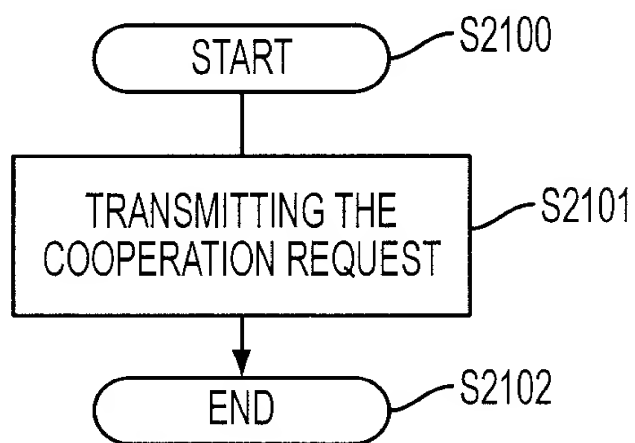 START
S2100
TRANSMITTING THE
COOPERATION REQUEST
S2101
END
S2102